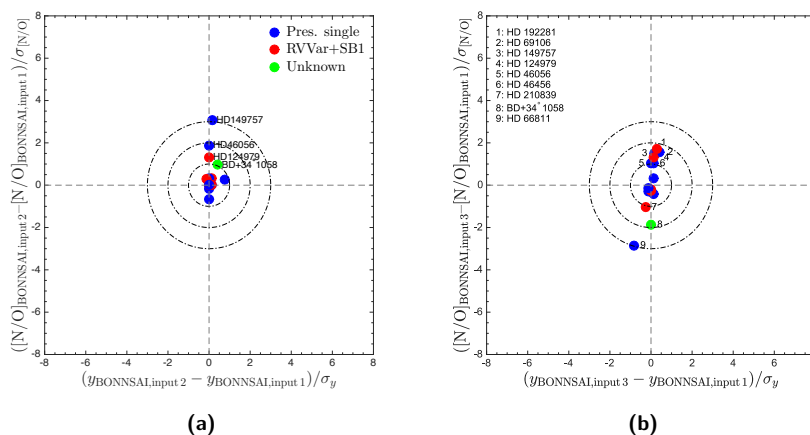 ([N/O]BONNSAI,input 2−[N/O]BONNSAI,input 1)/σ[N/O]
8
6
4
2
0
-2
-4
-6
-8
Pres. single
RVVar+SB1
Unknown
HD149757
HD46056
HD124979
BD+34°1058
-8 -6 -4 -2 0 2 4 6 8
(yBONNSAI,input 2 − yBONNSAI,input 1)/σy
(a)
([N/O]BONNSAI,input 3−[N/O]BONNSAI,input 1)/σ[N/O]
8
6
4
2
0
-2
-4
-6
-8
1: HD 192281
2: HD 69106
3: HD 149757
4: HD 124979
5: HD 46056
6: HD 46456
7: HD 210839
8: BD+34°1058
9: HD 66811
1
3
2
4
5
6
7
8
9
-8 -6 -4 -2 0 2 4 6 8
(yBONNSAI,input 3 − yBONNSAI,input 1)/σy
(b)